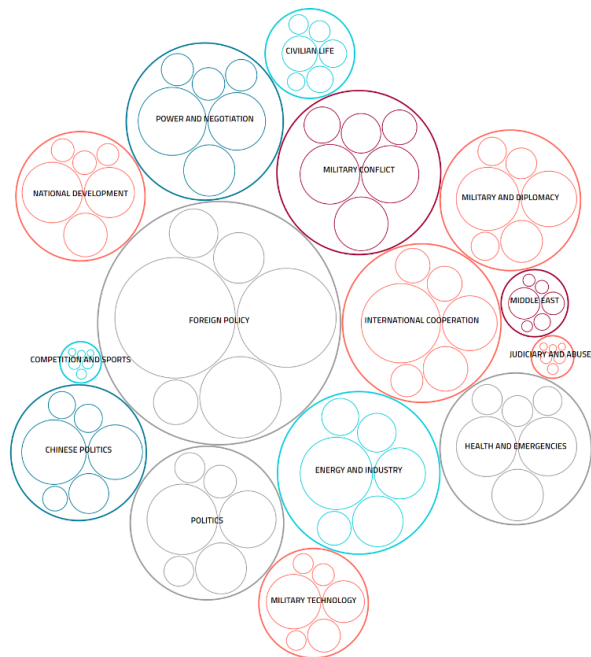 CIVILIAN LIFE
POWER AND NEGOTIATION
MILITARY CONFLICT
NATIONAL DEVELOPMENT
MILITARY AND DIPLOMACY
MIDDLE EAST
FOREIGN POLICY
INTERNATIONAL COOPERATION
JUDICIARY AND ABUSE
COMPETITION AND SPORTS
HEALTH AND EMERGENCIES
CHINESE POLITICS
ENERGY AND INDUSTRY
POLITICS
MILITARY TECHNOLOGY